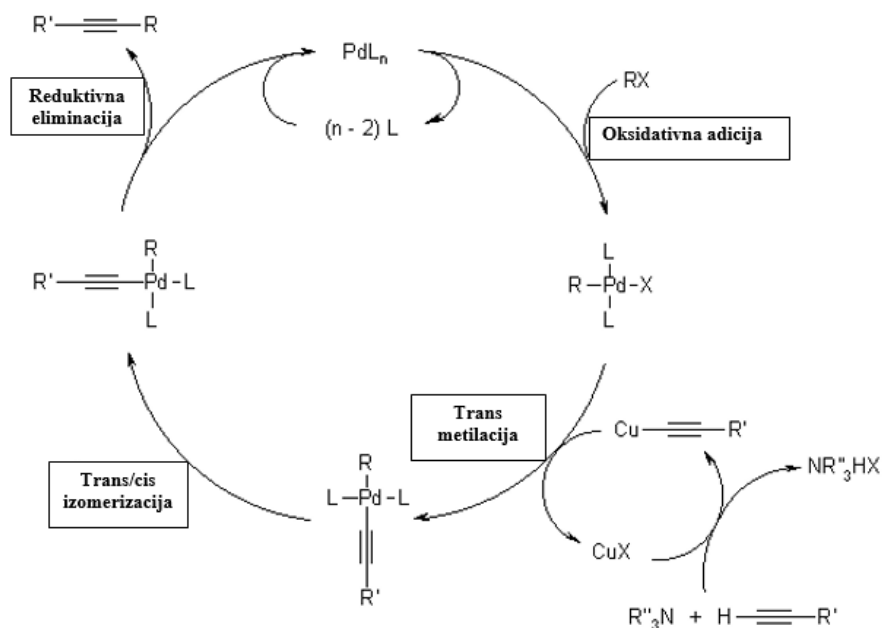 R'
R
PdLₙ
Reduktivna
eliminacija
RX
(n - 2) L
Oksidativna adicija
R
R'
Pd
L
L
L
R
Pd
X
L
Trans
metilacija
Cu
R'
NR"₃HX
Trans/cis
izomerizacija
R
L
Pd
L
R'
CuX
R"₃N + H
R'